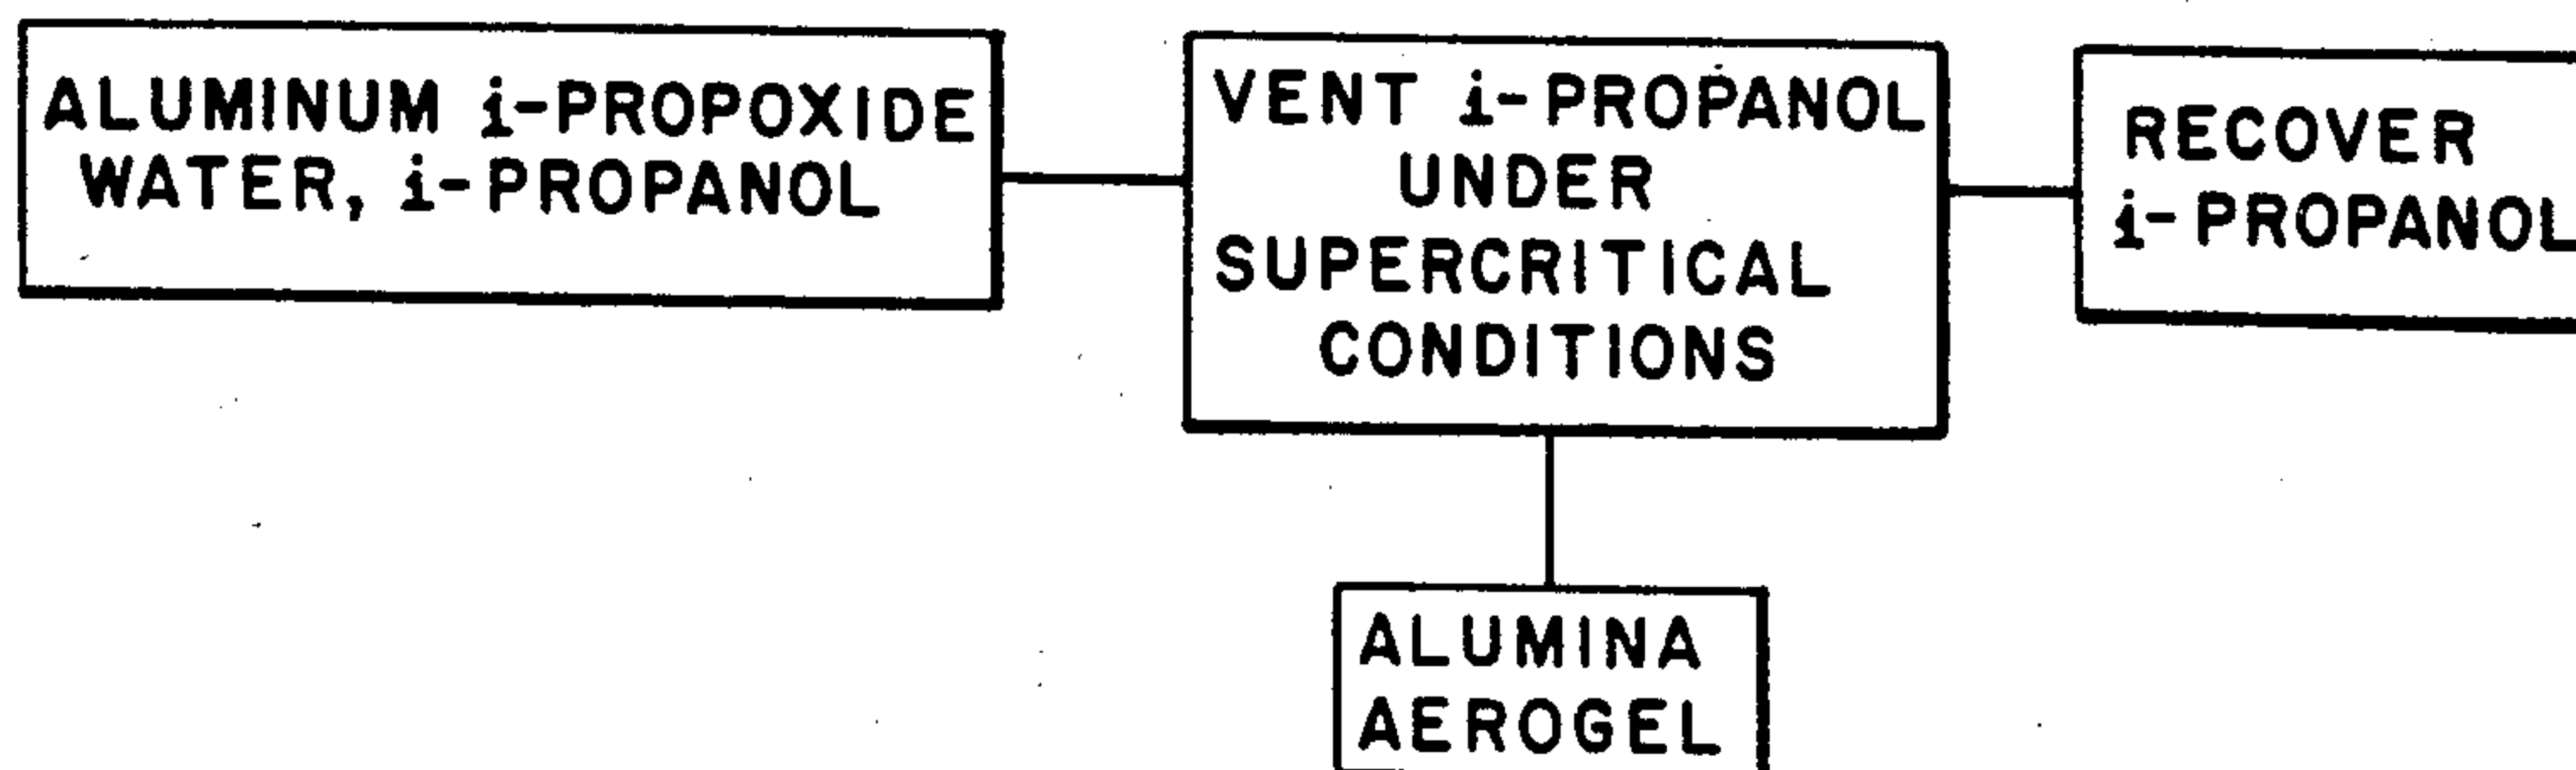 ALUMINUM i-PROPOXIDE
WATER, i-PROPANOL
VENT i-PROPANOL
UNDER
SUPERCRITICAL
CONDITIONS
RECOVER
i-PROPANOL
ALUMINA
AEROGEL